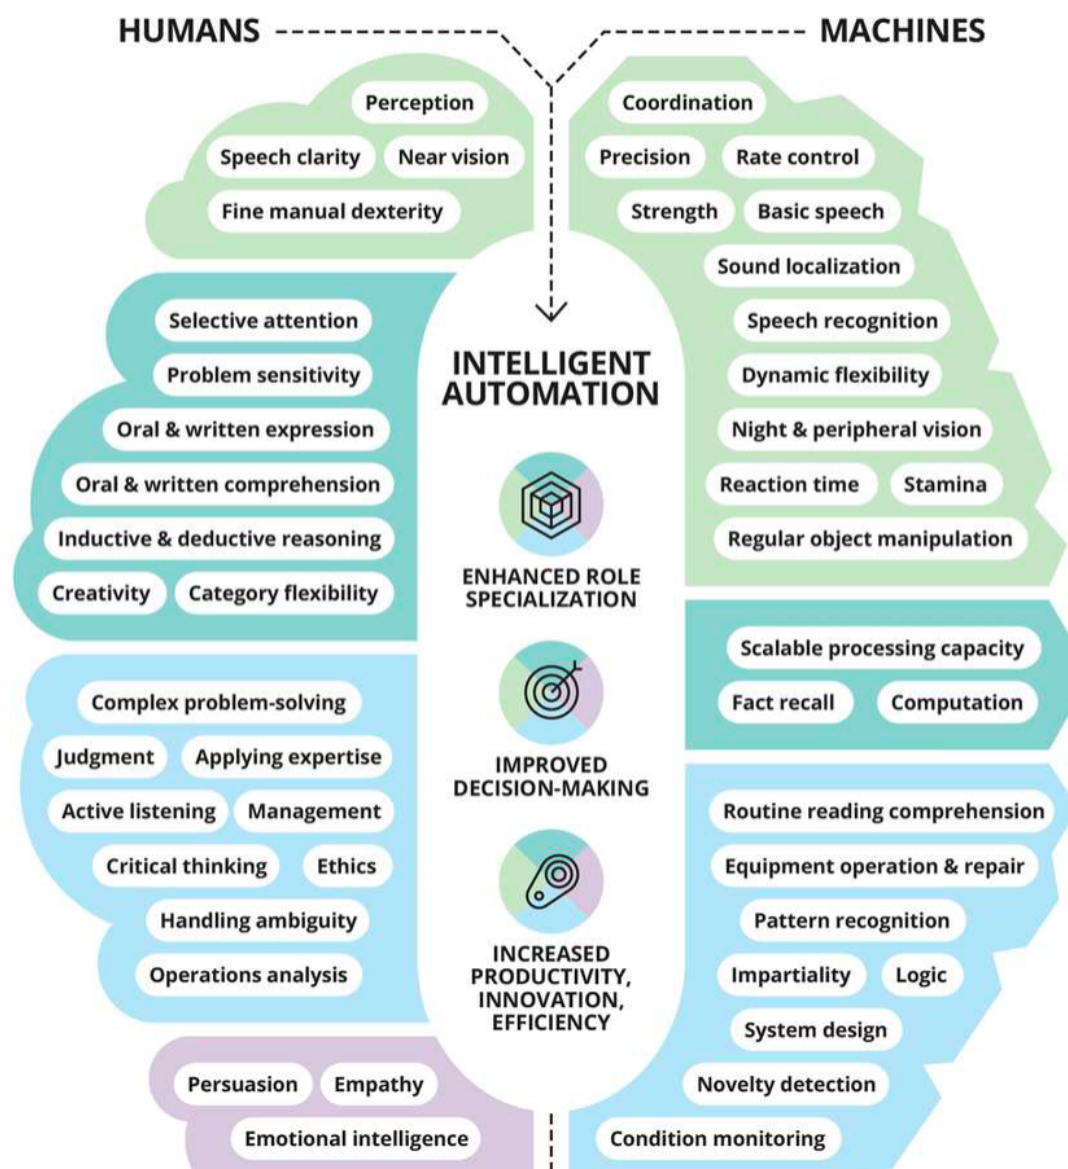 HUMANS
MACHINES
Perception
Speech clarity
Near vision
Fine manual dexterity
Selective attention
Problem sensitivity
Oral & written expression
Oral & written comprehension
Inductive & deductive reasoning
Creativity
Category flexibility
Complex problem-solving
Judgment
Applying expertise
Active listening
Management
Critical thinking
Ethics
Handling ambiguity
Operations analysis
Persuasion
Empathy
Emotional intelligence
INTELLIGENT
AUTOMATION
ENHANCED ROLE
SPECIALIZATION
IMPROVED
DECISION-MAKING
INCREASED
PRODUCTIVITY,
INNOVATION,
EFFICIENCY
Coordination
Precision
Rate control
Strength
Basic speech
Sound localization
Speech recognition
Dynamic flexibility
Night & peripheral vision
Reaction time
Stamina
Regular object manipulation
Scalable processing capacity
Fact recall
Computation
Routine reading comprehension
Equipment operation & repair
Pattern recognition
Impartiality
Logic
System design
Novelty detection
Condition monitoring